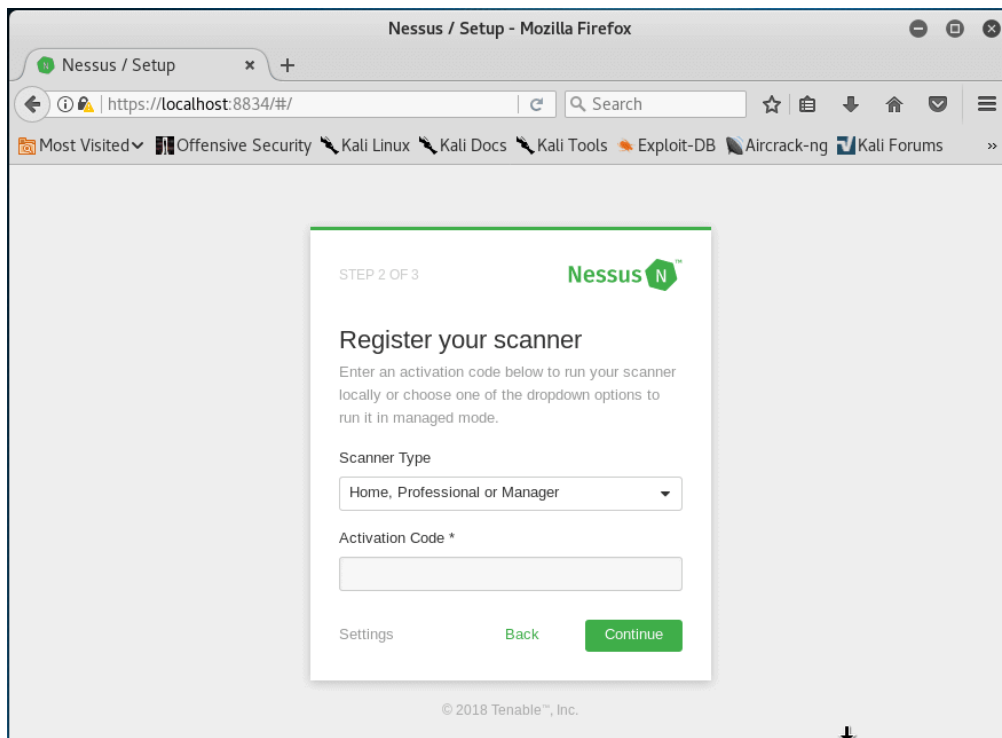 Nessus / Setup - Mozilla Firefox
Nessus / Setup
https://localhost:8834/#/
Search
Most Visited Offensive Security Kali Linux Kali Docs Kali Tools Exploit-DB Aircrack-ng Kali Forums »
STEP 2 OF 3
Nessus N ™
Register your scanner
Enter an activation code below to run your scanner
locally or choose one of the dropdown options to
run it in managed mode.
Scanner Type
Home, Professional or Manager
Activation Code *
Settings Back Continue
© 2018 Tenable™, Inc.